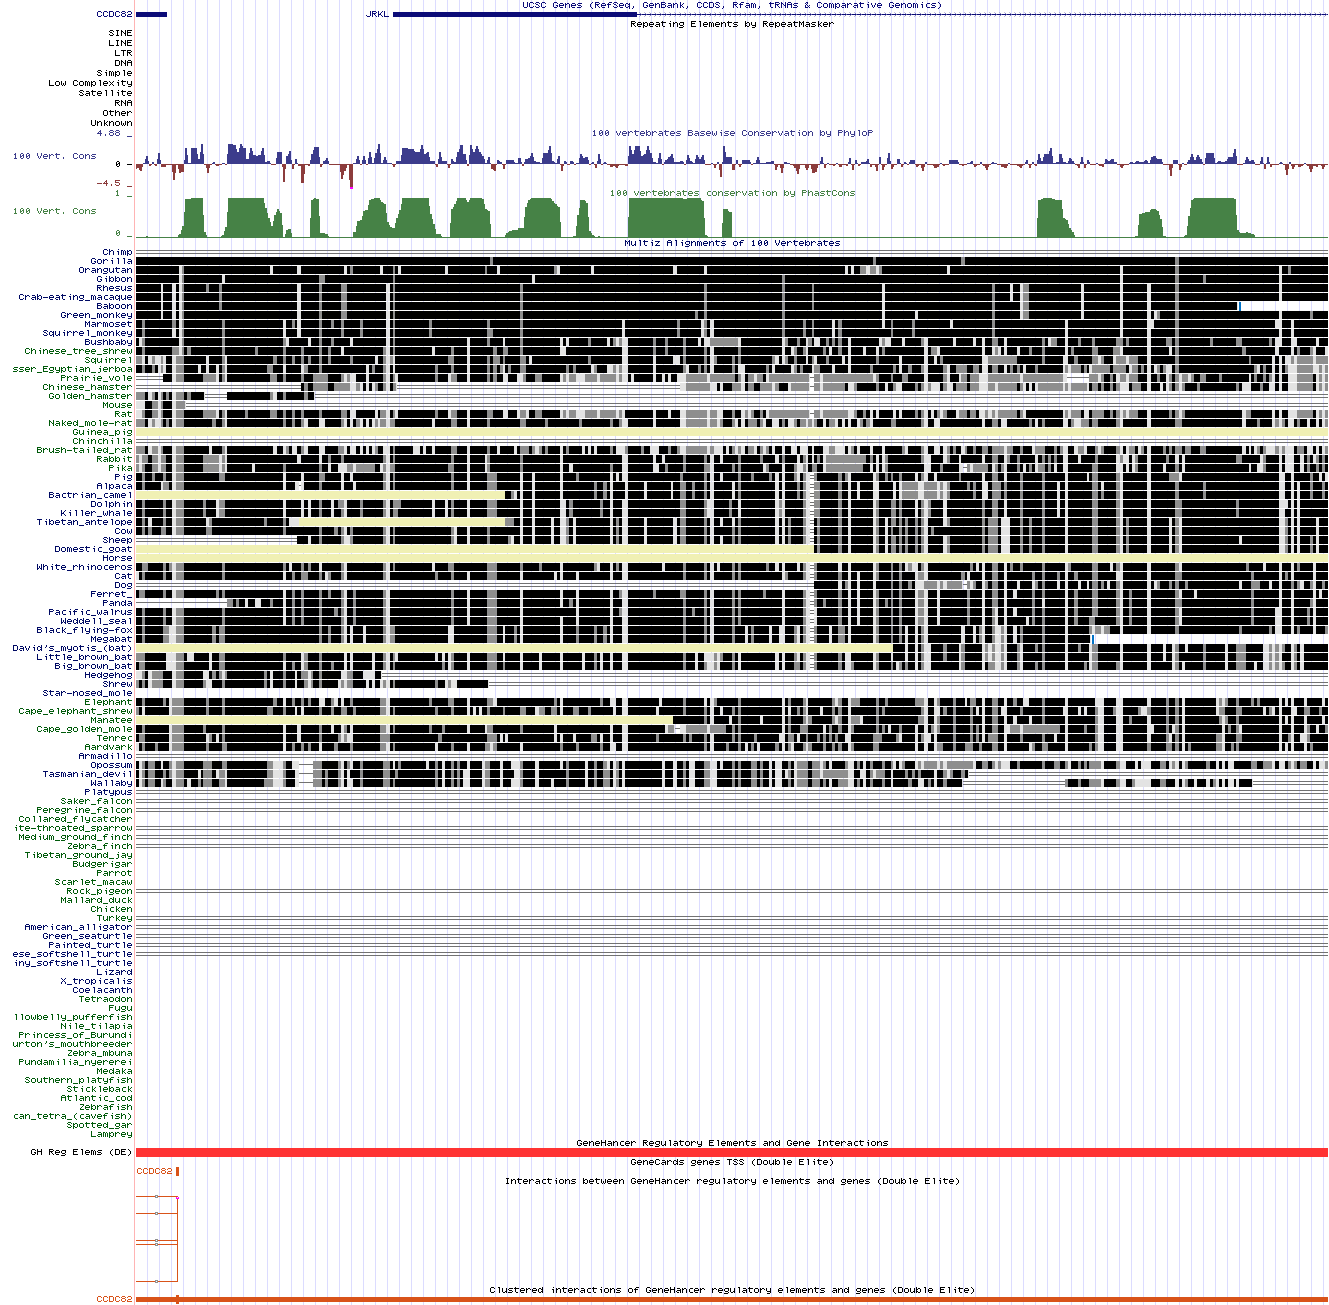 UCSC Genes (RefSeq, GenBank, CCDS, Rfam, tRNAs & Comparative Genomics)
CCDC82 JRKL
Repeating Elements by RepeatMasker
SINE
LINE
LTR
DNA
Simple
Low Complexity
Satellite
RNA
Other
Unknown
4.88 _ 100 vertebrates Basewise Conservation by PhyloP
100 Vert. Cons
0 _
-4.5 _
100 vertebrates conservation by PhastCons
1 _
100 Vert. Cons
0 _
Multiz Alignments of 100 Vertebrates
Chimp
Gorilla
Orangutan
Gibbon
Rhesus
Crab-eating_macaque
Baboon
Green_monkey
Marmoset
Squirrel_monkey
Bushbaby
Chinese_tree_shrew
Squirrel
sser_Egyptian_jerboa
Prairie_vole
Chinese_hamster
Golden_hamster
Mouse
Rat
Naked_mole-rat
Guinea_pig
Chinchilla
Brush-tailed_rat
Rabbit
Pika
Pig
Alpaca
Bactrian_camel
Dolphin
Killer_whale
Tibetan_antelope
Cow
Sheep
Domestic_goat
Horse
White_rhinoceros
Cat
Dog
Ferret_
Panda
Pacific_walrus
Weddell_seal
Black_flying-fox
Megabat
David's_myotis_(bat)
Little_brown_bat
Big_brown_bat
Hedgehog
Shrew
Star-nosed_mole
Elephant
Cape_elephant_shrew
Manatee
Cape_golden_mole
Tenrec
Aardvark
Armadillo
Opossum
Tasmanian_devil
Wallaby
Platypus
Saker_falcon
Peregrine_falcon
Collared_flycatcher
ite-throated_sparrow
Medium_ground_finch
Zebra_finch
Tibetan_ground_jay
Budgerigar
Parrot
Scarlet_macaw
Rock_pigeon
Mallard_duck
Chicken
Turkey
American_alligator
Green_seaturtle
Painted_turtle
ese_softshell_turtle
iny_softshell_turtle
Lizard
X_tropicalis
Coelacanth
Tetraodon
Fugu
llowbelly_pufferfish
Nile_tilapia
Princess_of_Burundi
urton's_mouthbreeder
Zebra_mbuna
Pundamilia_nyererei
Medaka
Southern_platyfish
Stickleback
Atlantic_cod
Zebrafish
can_tetra_(cavefish)
Spotted_gar
Lamprey
GeneHancer Regulatory Elements and Gene Interactions
GH Reg Elems (DE)
GeneCards genes TSS (Double Elite)
CCDC82
Interactions between GeneHancer regulatory elements and genes (Double Elite)
Clustered interactions of GeneHancer regulatory elements and genes (Double Elite)
CCDC82